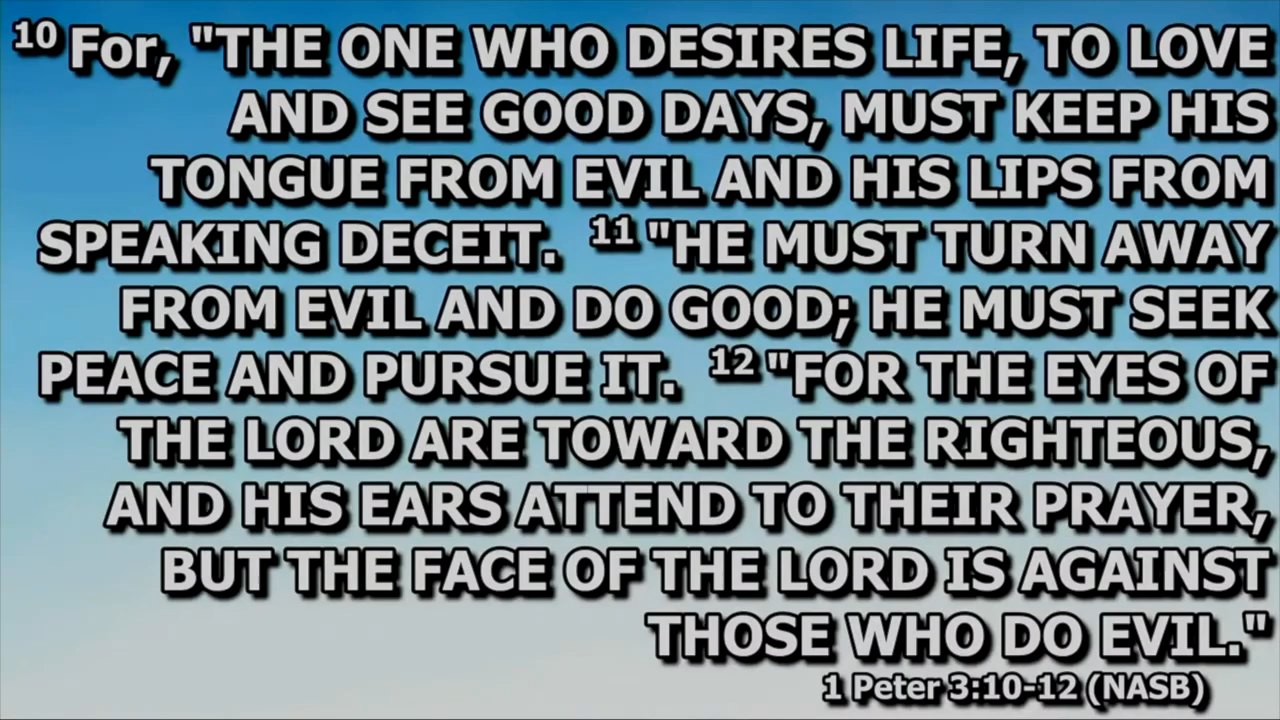 10 For, "THE ONE WHO DESIRES LIFE, TO LOVE
AND SEE GOOD DAYS, MUST KEEP HIS
TONGUE FROM EVIL AND HIS LIPS FROM
SPEAKING DECEIT. 11 "HE MUST TURN AWAY
FROM EVIL AND DO GOOD; HE MUST SEEK
PEACE AND PURSUE IT. 12 "FOR THE EYES OF
THE LORD ARE TOWARD THE RIGHTEOUS,
AND HIS EARS ATTEND TO THEIR PRAYER,
BUT THE FACE OF THE LORD IS AGAINST
THOSE WHO DO EVIL."
1 Peter 3:10-12 (NASB)